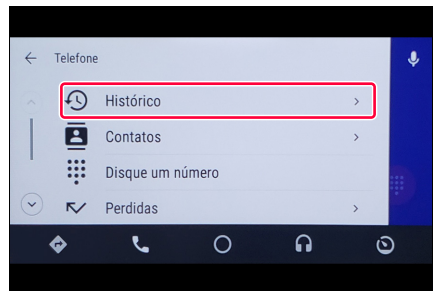 Telefone
Histórico
Contatos
Disque um número
Perdidas